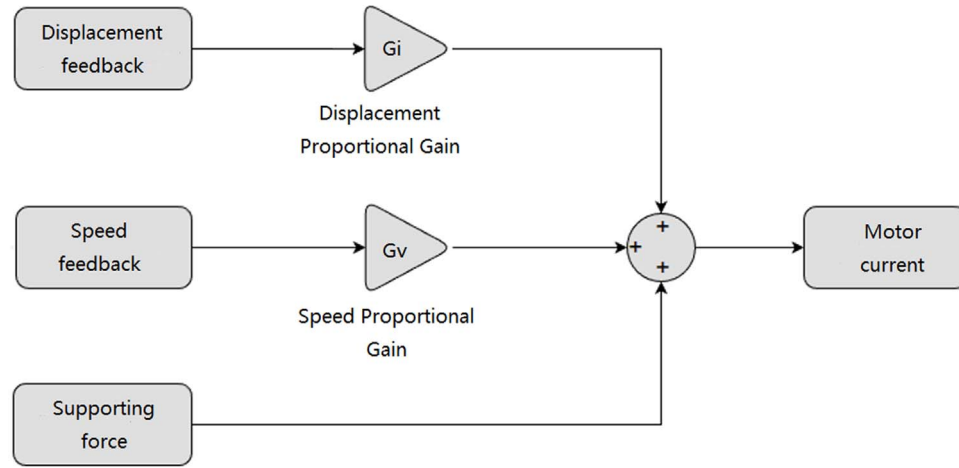 Displacement
feedback
Gi
Displacement
Proportional Gain
Speed
feedback
Gv
Speed Proportional
Gain
+
+
+
Motor
current
Supporting
force